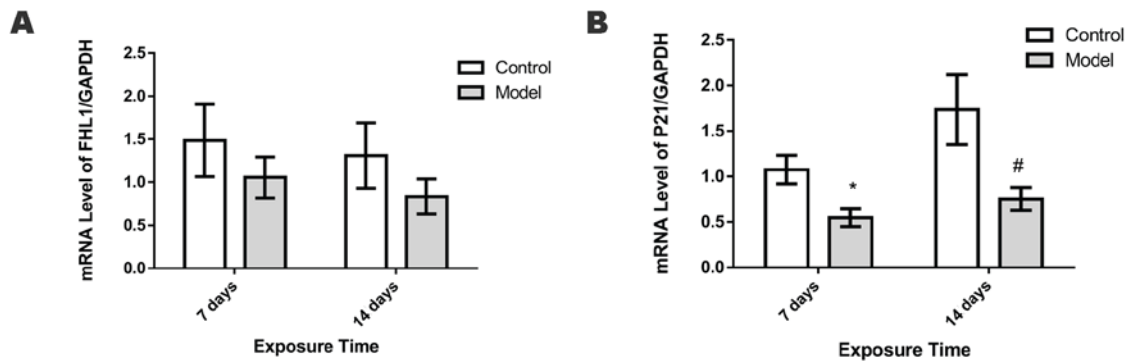 A
mRNA Level of FHL1/GAPDH
2.5
2.0
1.5
1.0
0.5
0.0
Control
Model
7 days
14 days
Exposure Time
B
mRNA Level of P21/GAPDH
2.5
2.0
1.5
1.0
0.5
0.0
Control
Model
*
#
7 days
14 days
Exposure Time